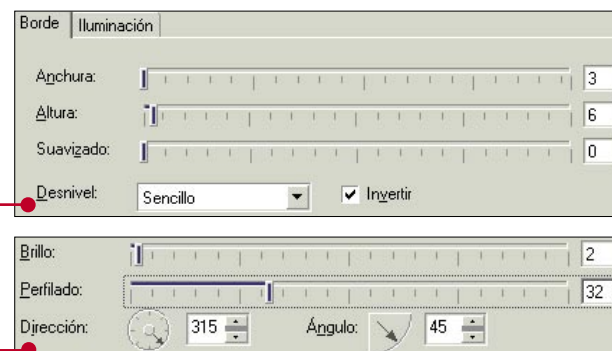 Borde Iluminación
Anchura: 3
Altura: 6
Suavizado: 0
Desnivel: Sencillo Invertir
Brillo: 2
Perfilado: 32
Dirección: 315 Ángulo: 45